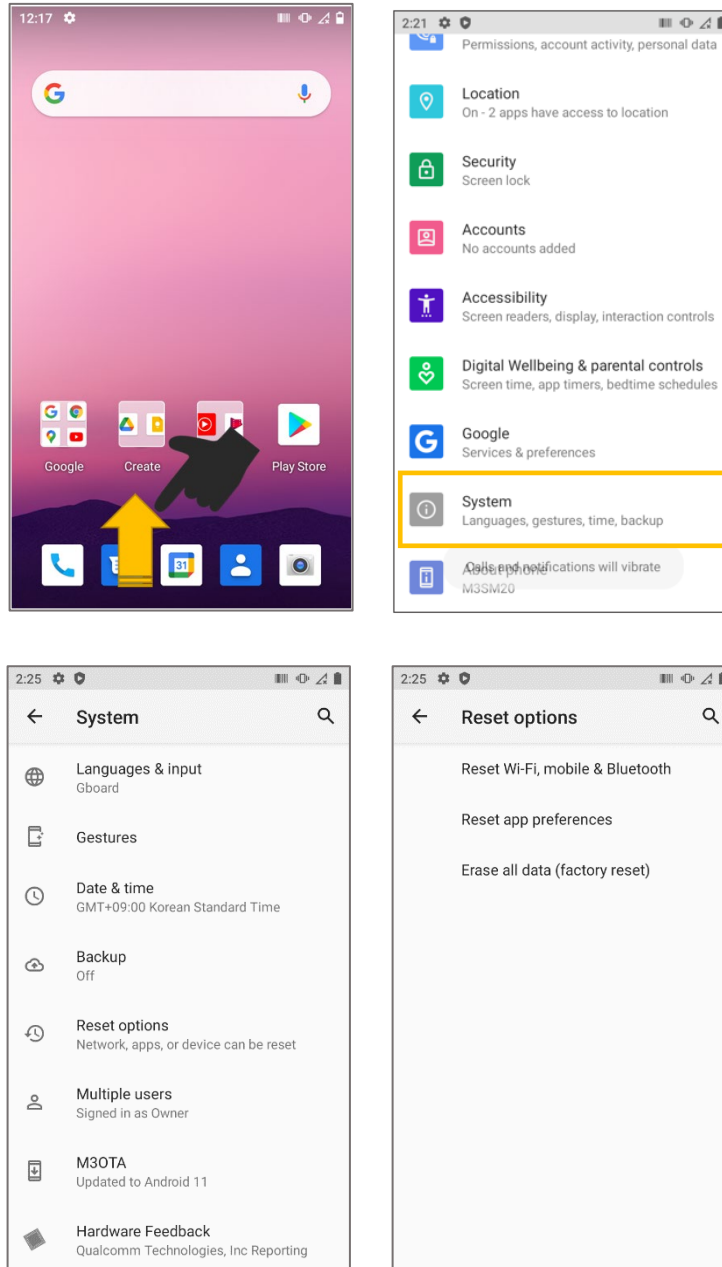 12:17
Google
Create
Play Store
31
2:21
Permissions, account activity, personal data
Location
On - 2 apps have access to location
Security
Screen lock
Accounts
No accounts added
Accessibility
Screen readers, display, interaction controls
Digital Wellbeing & parental controls
Screen time, app timers, bedtime schedules
Google
Services & preferences
System
Languages, gestures, time, backup
About phone
Calls and notifications will vibrate
M3SM20
2:25
System
Languages & input
Gboard
Gestures
Date & time
GMT+09:00 Korean Standard Time
Backup
Off
Reset options
Network, apps, or device can be reset
Multiple users
Signed in as Owner
M3OTA
Updated to Android 11
Hardware Feedback
Qualcomm Technologies, Inc Reporting
2:25
Reset options
Reset Wi-Fi, mobile & Bluetooth
Reset app preferences
Erase all data (factory reset)